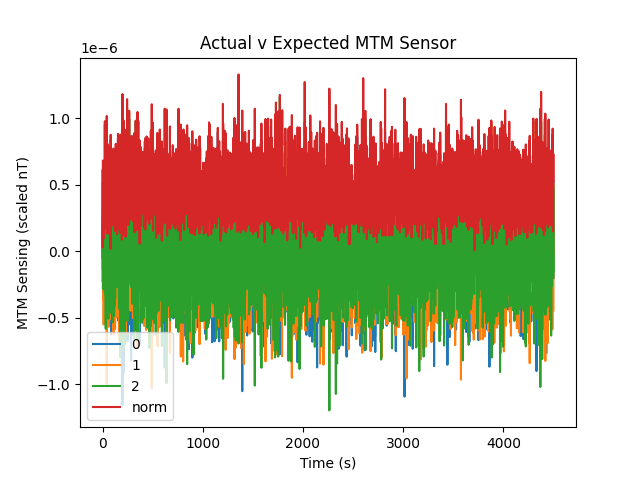 Actual v Expected MTM Sensor
1e−6
MTM Sensing (scaled nT)
1.0
0.5
0.0
−0.5
−1.0
0
1
2
norm
0 1000 2000 3000 4000
Time (s)